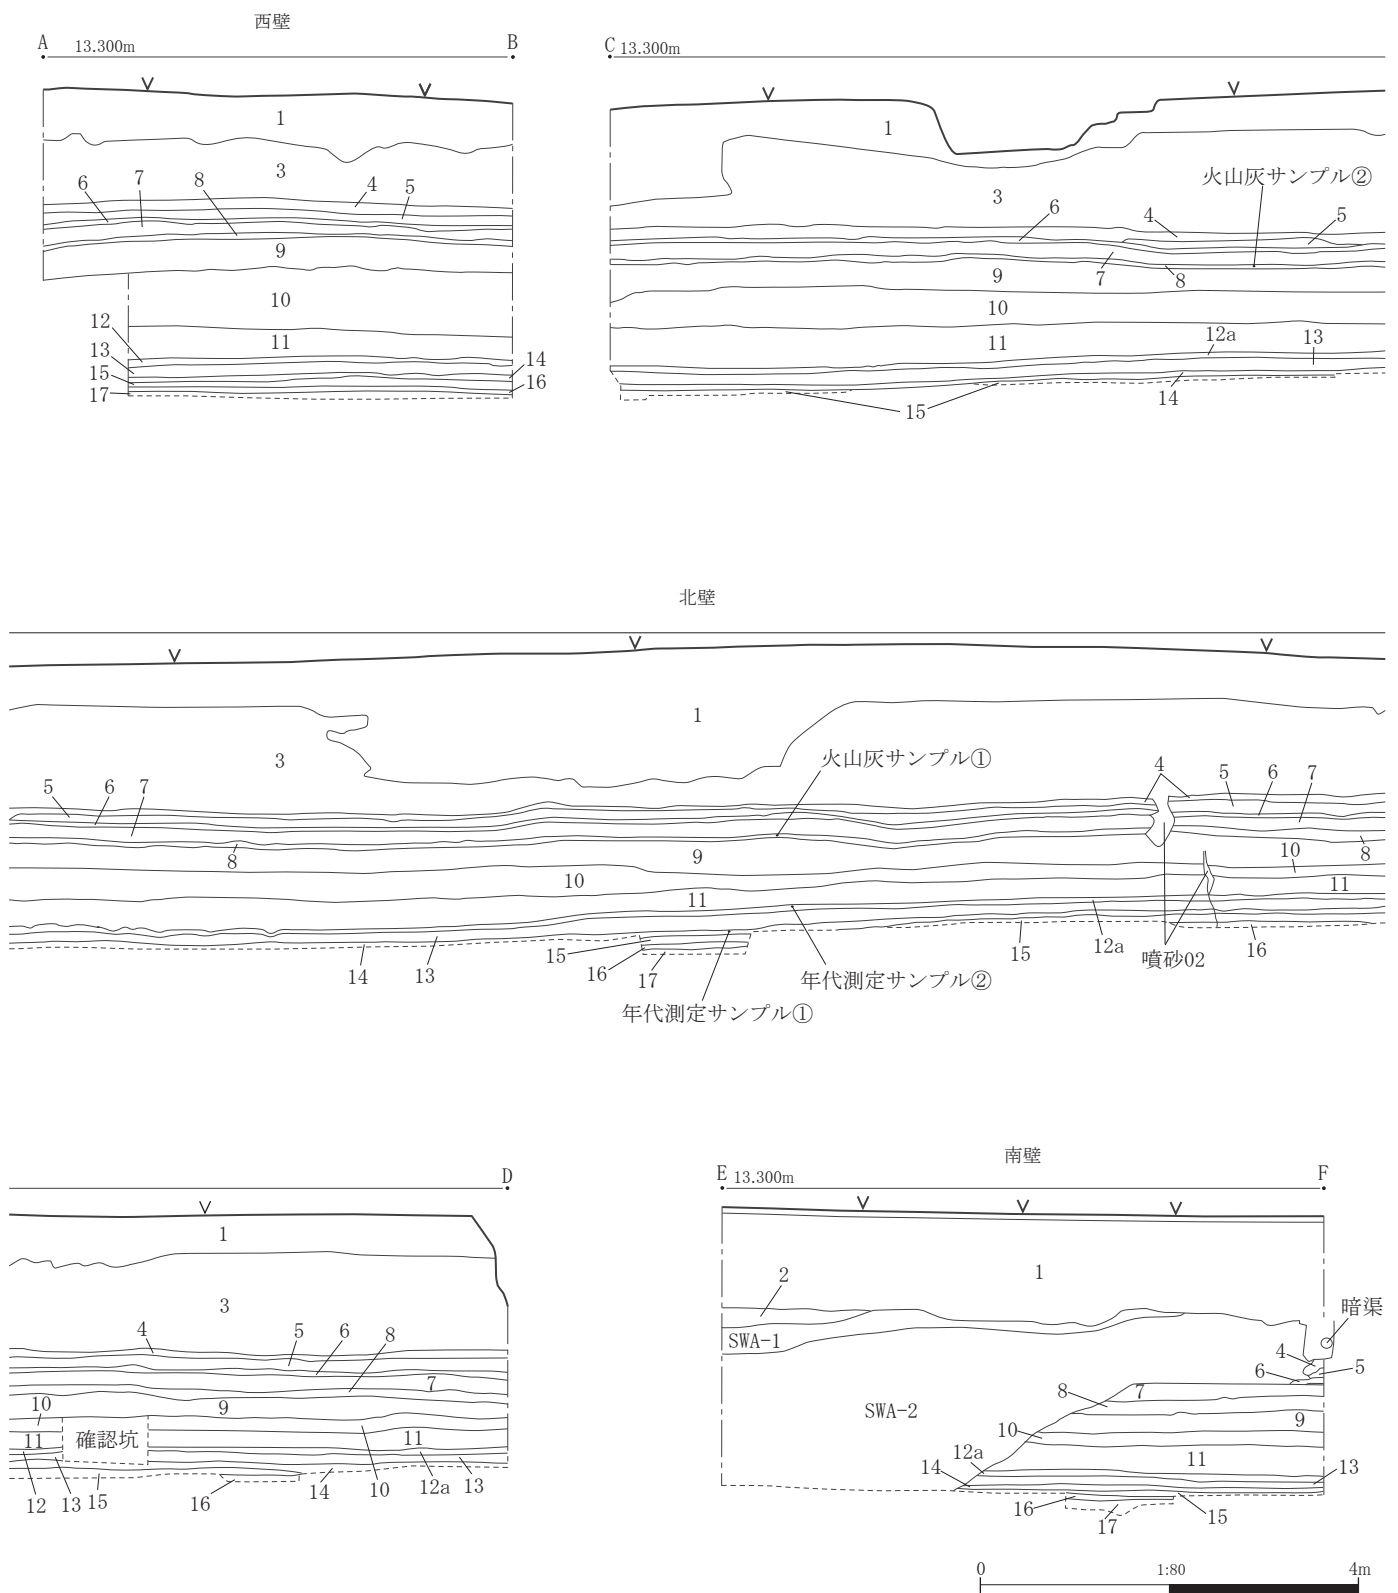 西壁
A 13.300m B
1
3
6 7 8 4 5
9
10
12
11
13 14
15 16
17
C 13.300m
1
火山灰サンプル②
3 6 4 5
9 7 8
10
11 12a 13
14
15
北壁
1
3 火山灰サンプル①
5 6 7 4 5 6 7
8 9 10 8
10 11 11
14 13 15 16 17 15 12a 16
噴砂02
年代測定サンプル②
年代測定サンプル①
D
1
3
4 5 6 8
7
10 9
11 確認坑 11
12 13 15 16 14 10 12a 13
南壁
E 13.300m F
1
2
暗渠
SWA-1
4 5
6
8 7
SWA-2 9
10
12a 11
14 13
16 15
17
0 1:80 4m